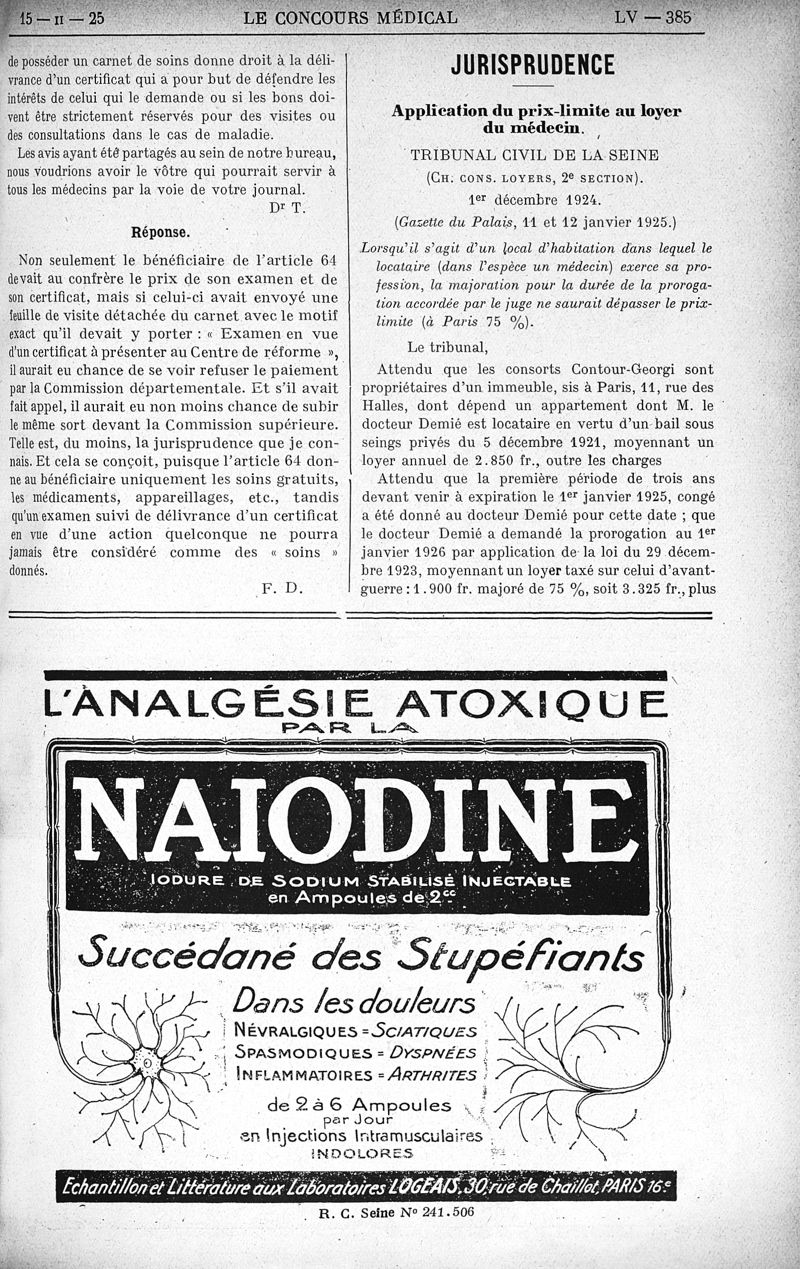 15 — II — 25 LE CONCOURS MÉDICAL LV — 385
de posséder un carnet de soins donne droit à la déli-
vrance d'un certificat qui a pour but de défendre les
intérêts de celui qui le demande ou si les bons doi-
vent être strictement réservés pour des visites ou
des consultations dans le cas de maladie.
Les avis ayant été partagés au sein de notre bureau,
nous voudrions avoir le vôtre qui pourrait servir à
tous les médecins par la voie de votre journal.
Dr T.
Réponse.
Non seulement le bénéficiaire de l'article 64
devait au confrère le prix de son examen et de
son certificat, mais si celui-ci avait envoyé une
feuille de visite détachée du carnet avec le motif
exact qu'il devait y porter : « Examen en vue
d'un certificat à présenter au Centre de réforme »,
il aurait eu chance de se voir refuser le paiement
par la Commission départementale. Et s'il avait
fait appel, il aurait eu non moins chance de subir
le même sort devant la Commission supérieure.
Telle est, du moins, la jurisprudence que je con-
nais. Et cela se conçoit, puisque l'article 64 don-
ne au bénéficiaire uniquement les soins gratuits,
les médicaments, appareillages, etc., tandis
qu'un examen suivi de délivrance d'un certificat
en vue d'une action quelconque ne pourra
jamais être considéré comme des « soins »
donnés.
F. D.
JURISPRUDENCE
Application du prix-limite au loyer
du médecin.
TRIBUNAL CIVIL DE LA SEINE
(CH. CONS. LOYERS, 2e SECTION).
1er décembre 1924.
(Gazette du Palais, 11 et 12 janvier 1925.)
Lorsqu'il s'agit d'un local d'habitation dans lequel le
locataire (dans l'espèce un médecin) exerce sa pro-
fession, la majoration pour la durée de la proroga-
tion accordée par le juge ne saurait dépasser le prix-
limite (à Paris 75 %).
Le tribunal,
Attendu que les consorts Contour-Georgi sont
propriétaires d'un immeuble, sis à Paris, 11, rue des
Halles, dont dépend un appartement dont M. le
docteur Demié est locataire en vertu d'un bail sous
seings privés du 5 décembre 1921, moyennant un
loyer annuel de 2.850 fr., outre les charges
Attendu que la première période de trois ans
devant venir à expiration le 1er janvier 1925, congé
a été donné au docteur Demié pour cette date ; que
le docteur Demié a demandé la prorogation au 1er
janvier 1926 par application de la loi du 29 décem-
bre 1923, moyennant un loyer taxé sur celui d'avant-
guerre : 1.900 fr. majoré de 75 %, soit 3.325 fr., plus
L'ANALGÉSIE ATOXIQUE
PAR LA
NAIODINE
IODURE DE SODIUM STABILISÉ INJECTABLE
en Ampoules de 2cc
Succédané des Stupéfiants
Dans les douleurs
NÉVRALGIQUES = SCIATIQUES
SPASMODIQUES = DYSPNÉES
INFLAMMATOIRES = ARTHRITES
de 2 à 6 Ampoules
par Jour
en Injections Intramusculaires
INDOLORES
Echantillon et Littérature aux Laboratoires LOGEAIS, 30, rue de Chaillot, PARIS 16e
R. C. Seine No 241.506